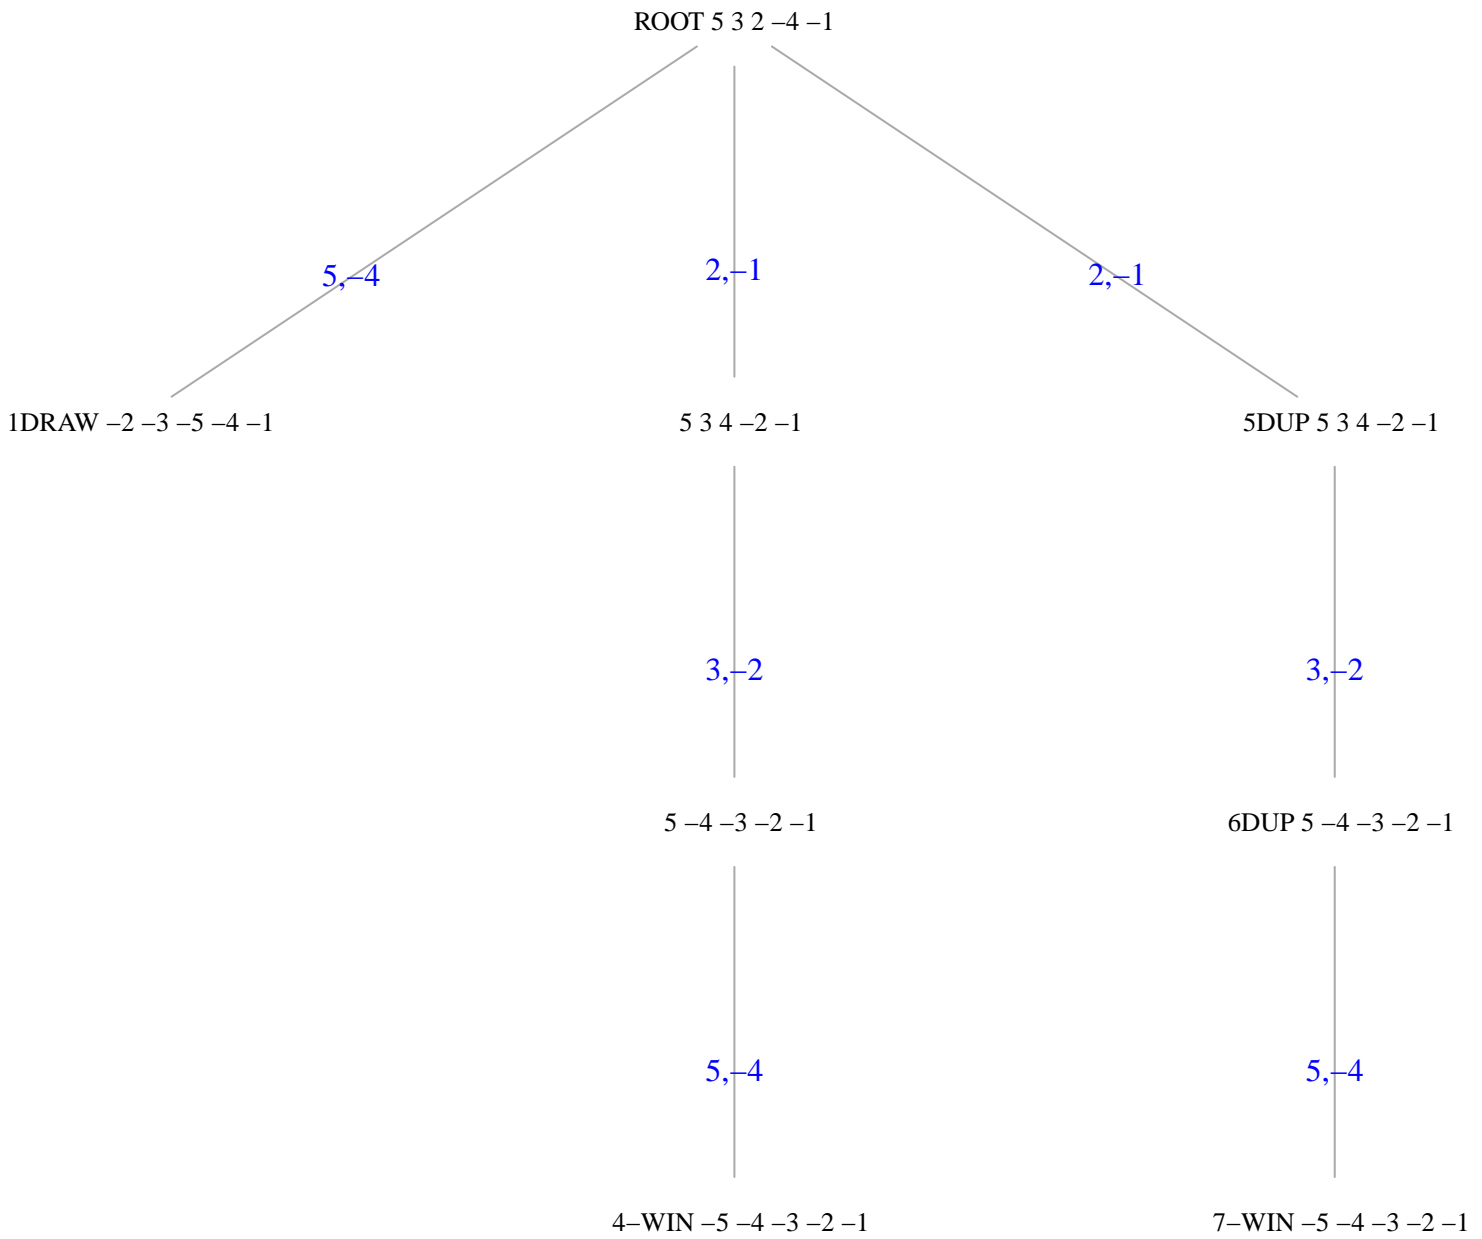 ROOT 5 3 2 –4 –1
5,–4
2,–1
2,–1
1DRAW –2 –3 –5 –4 –1
5 3 4 –2 –1
5DUP 5 3 4 –2 –1
3,–2
3,–2
5 –4 –3 –2 –1
6DUP 5 –4 –3 –2 –1
5,–4
5,–4
4–WIN –5 –4 –3 –2 –1
7–WIN –5 –4 –3 –2 –1